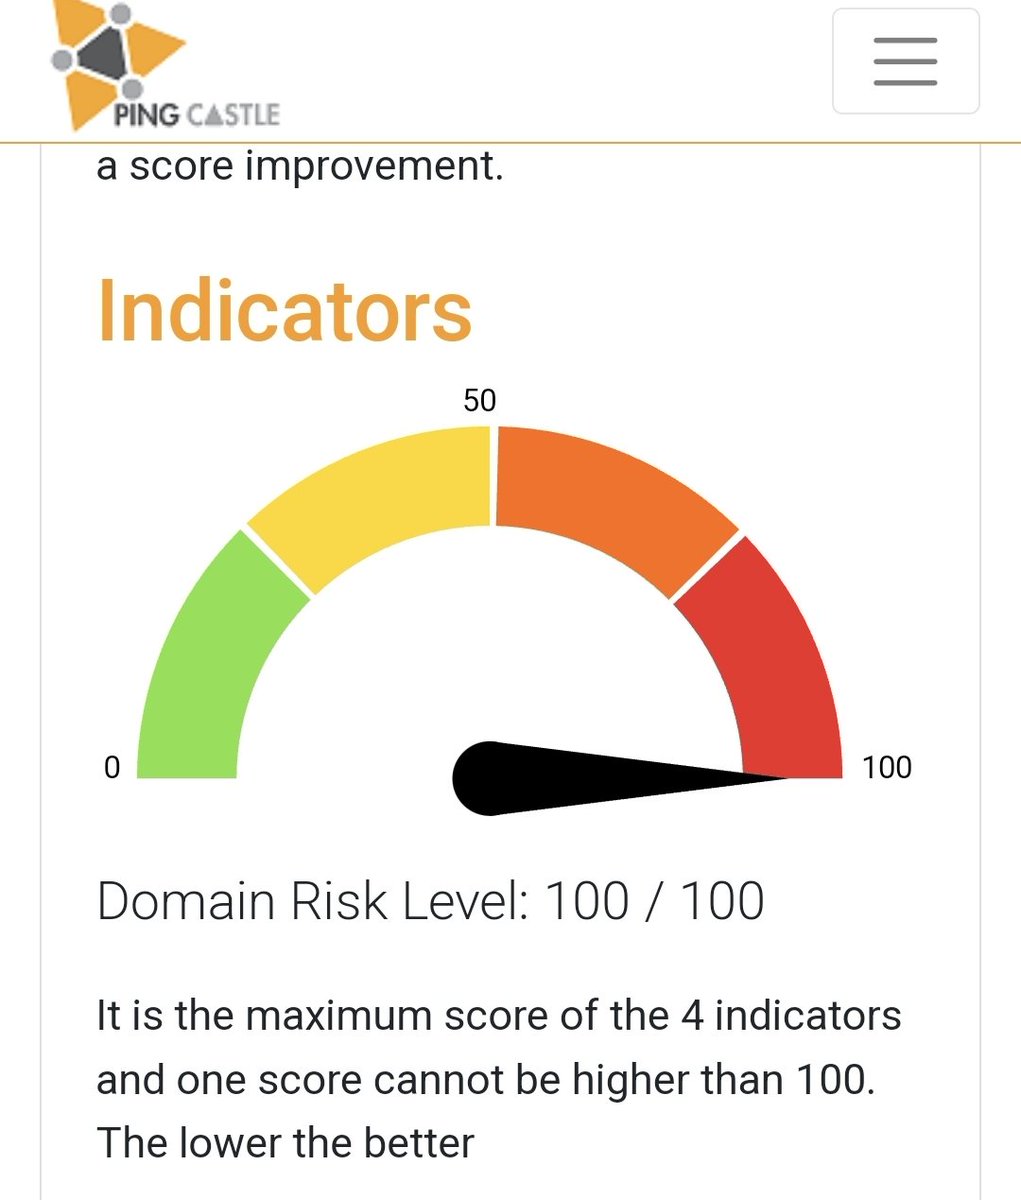 PING CASTLE
a score improvement.
Indicators
50
0
100
Domain Risk Level: 100 / 100
It is the maximum score of the 4 indicators
and one score cannot be higher than 100.
The lower the better